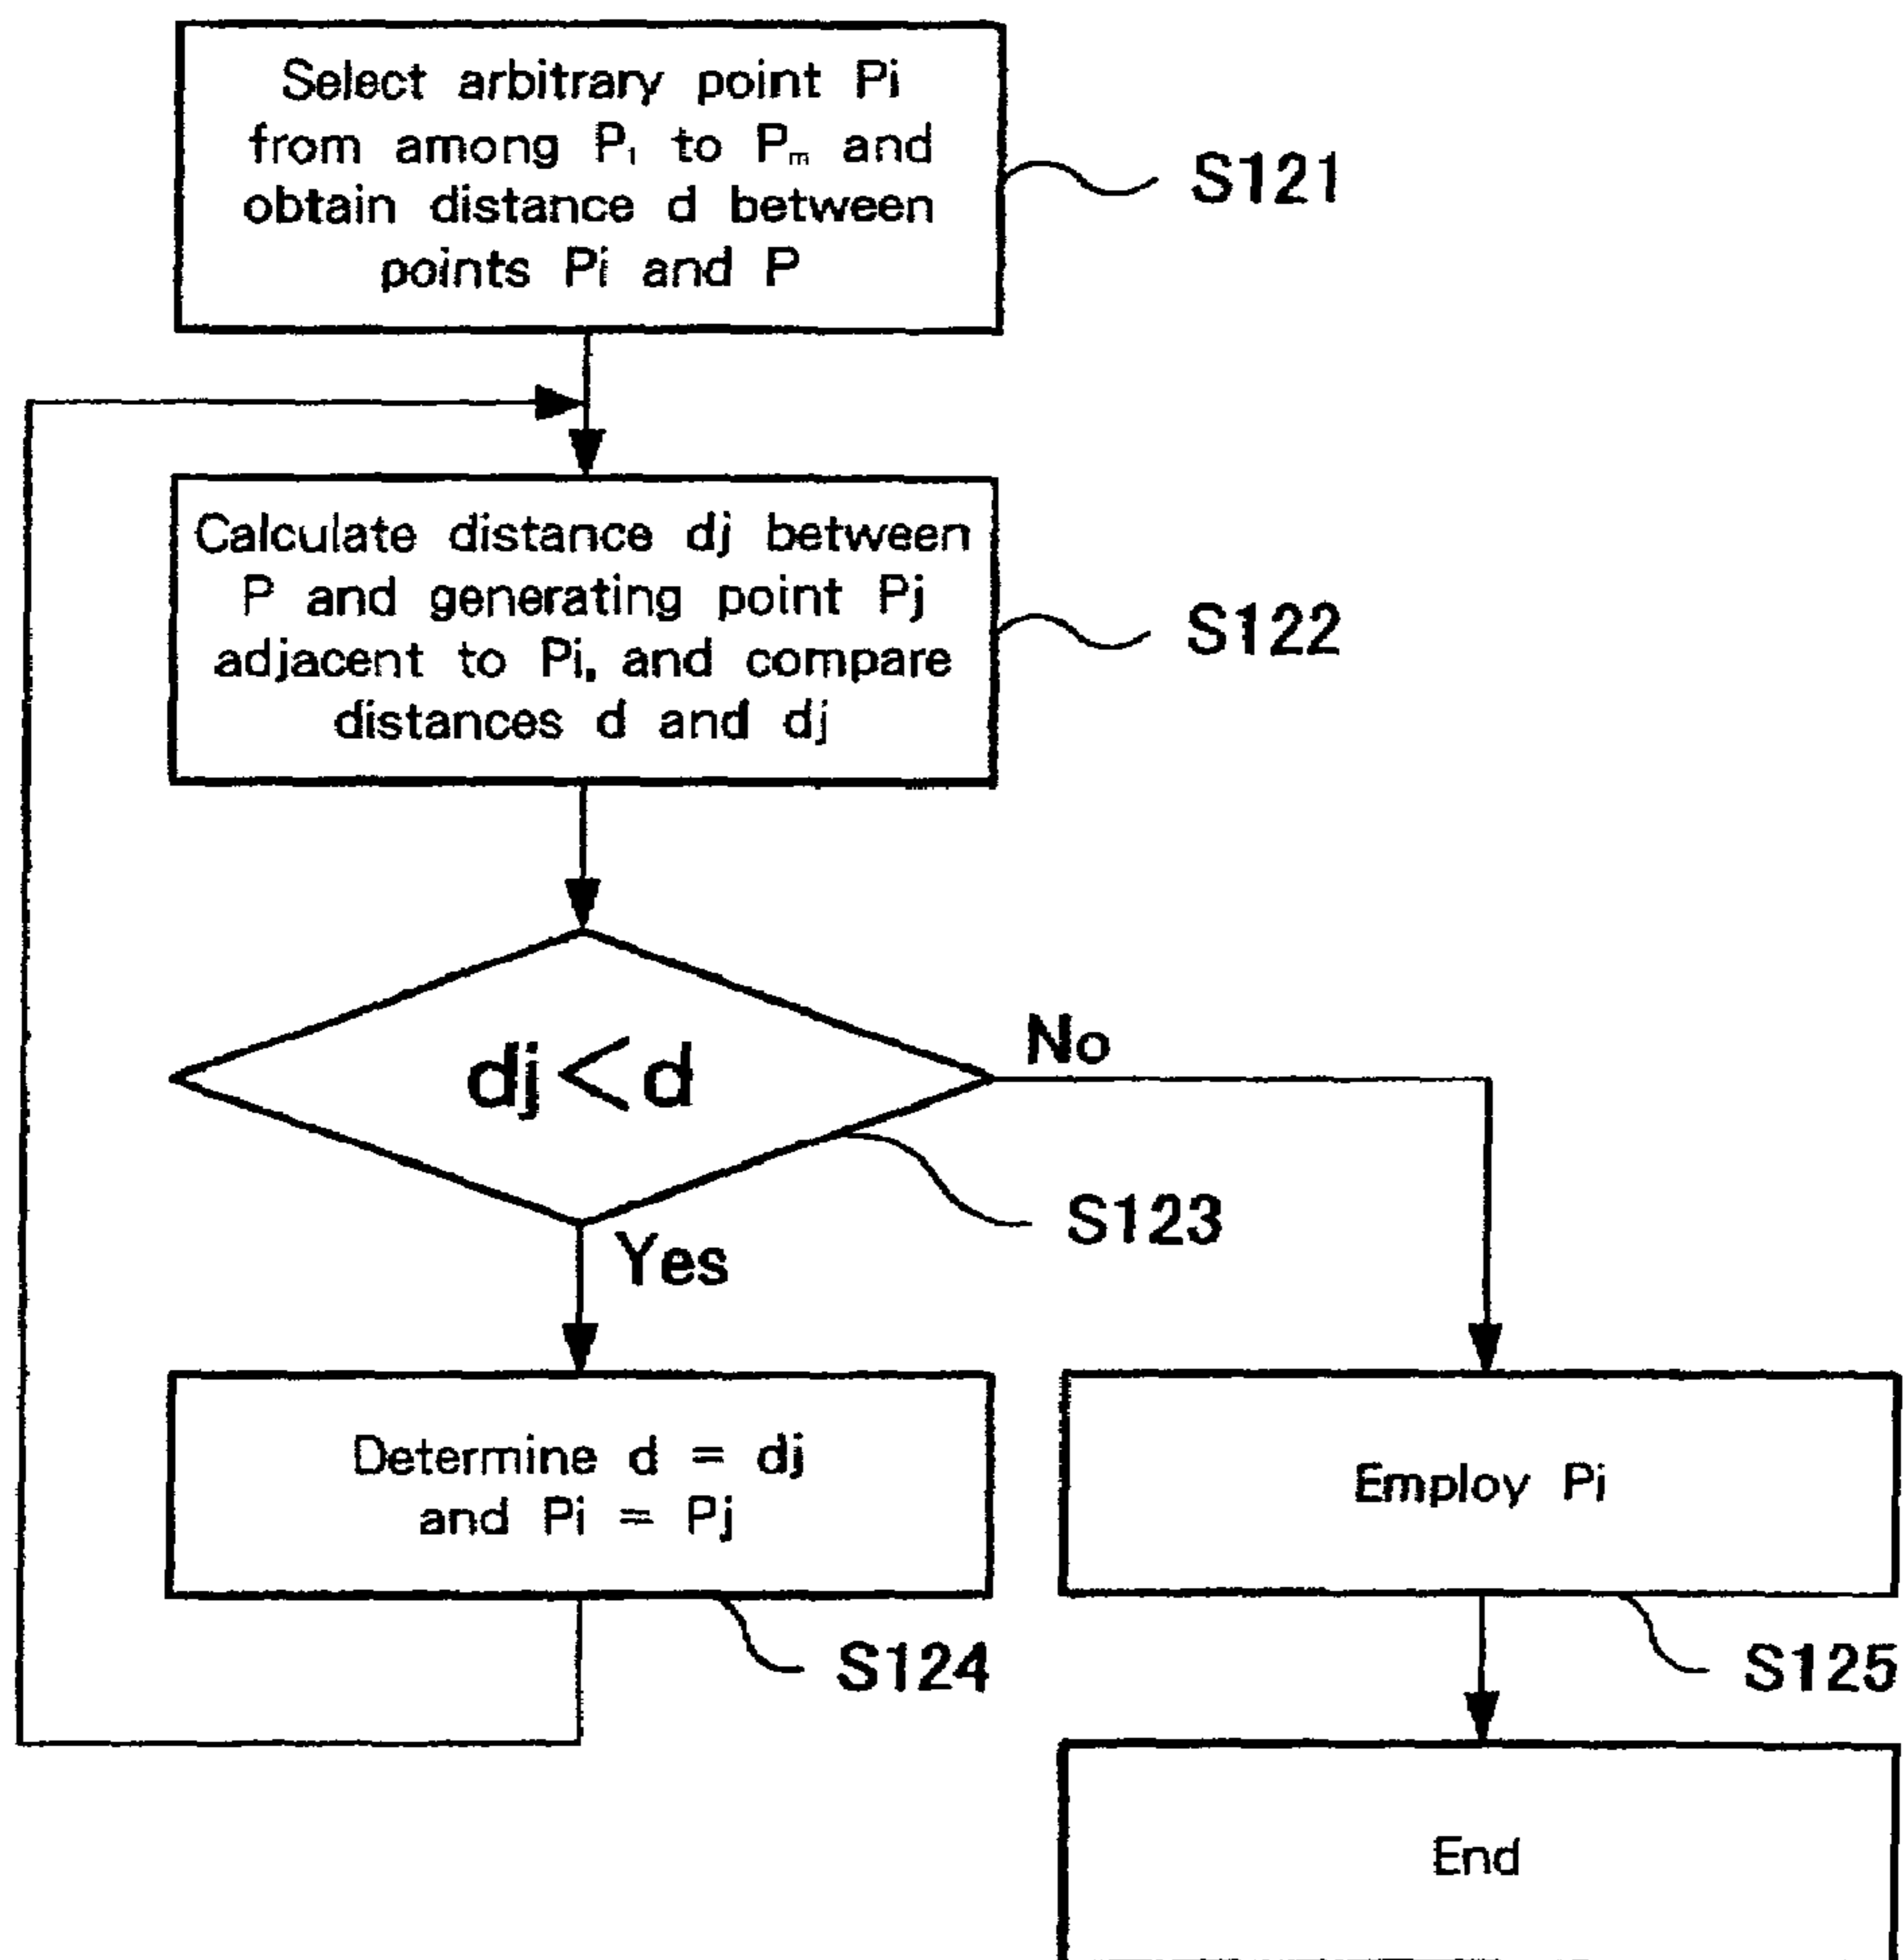 Select arbitrary point Pi
from among P₁ to Pₘ and
obtain distance d between
points Pi and P
S121
Calculate distance dj between
P and generating point Pj
adjacent to Pi, and compare
distances d and dj
S122
dj<d
No
S123
Yes
Determine d = dj
and Pi = Pj
S124
Employ Pi
S125
End